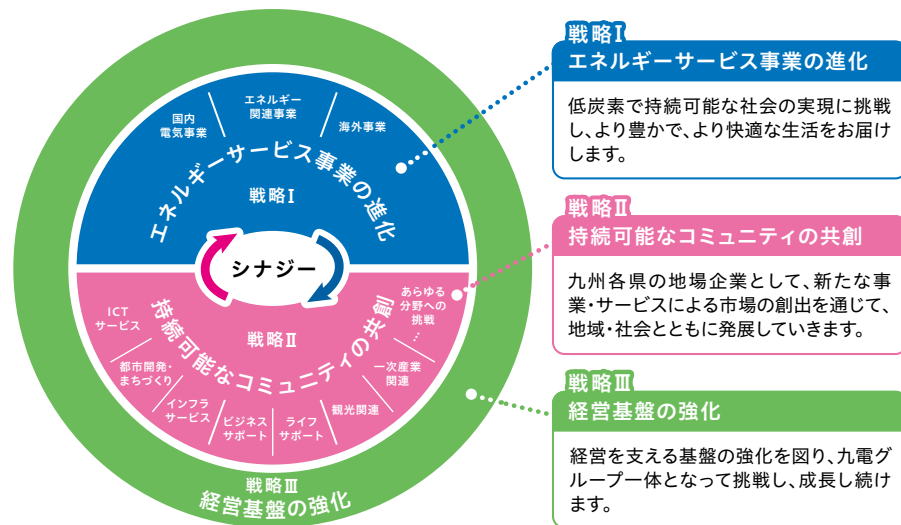 国内
電気事業
エネルギー
関連事業
海外事業
エネルギーサービス事業の進化
戦略Ⅰ
シナジー
戦略Ⅱ
持続可能なコミュニティの共創
ICT
サービス
都市開発・
まちづくり
インフラ
サービス
ビジネス
サポート
ライフ
サポート
観光関連
一次産業
関連
あらゆる
分野への
挑戦
…
戦略Ⅲ
経営基盤の強化
戦略Ⅰ
エネルギーサービス事業の進化
低炭素で持続可能な社会の実現に挑戦
し、より豊かで、より快適な生活をお届け
します。
戦略Ⅱ
持続可能なコミュニティの共創
九州各県の地場企業として、新たな事
業・サービスによる市場の創出を通じて、
地域・社会とともに発展していきます。
戦略Ⅲ
経営基盤の強化
経営を支える基盤の強化を図り、九電グ
ループ一体となって挑戦し、成長し続け
ます。